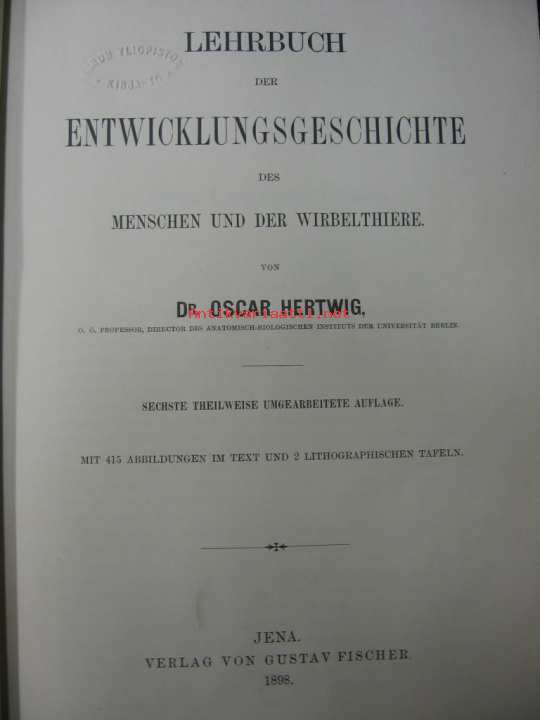 LEHRBUCH
DER
ENTWICKLUNGSGESCHICHTE
DES
MENSCHEN UND DER WIRBELTHIERE.
VON
DR. OSCAR HERTWIG,
Antikvariaatti.net
O. Ö. PROFESSOR, DIRECTOR DES ANATOMISCH-BIOLOGISCHEN INSTITUTS DER UNIVERSITÄT BERLIN.
SECHSTE THEILWEISE UMGEARBEITETE AUFLAGE.
MIT 415 ABBILDUNGEN IM TEXT UND 2 LITHOGRAPHISCHEN TAFELN.
JENA.
VERLAG VON GUSTAV FISCHER.
1898.